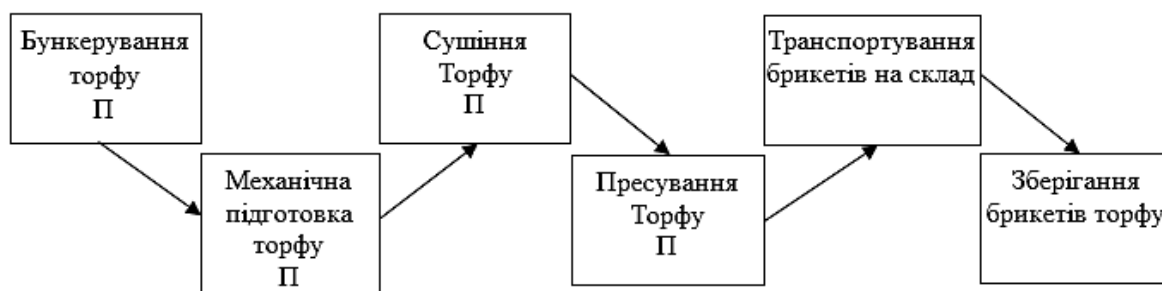 Бункерування
торфу
П
Механічна
підготовка
торфу
П
Сушіння
Торфу
П
Пресування
Торфу
П
Транспортування
брикетів на склад
Зберігання
брикетів торфу